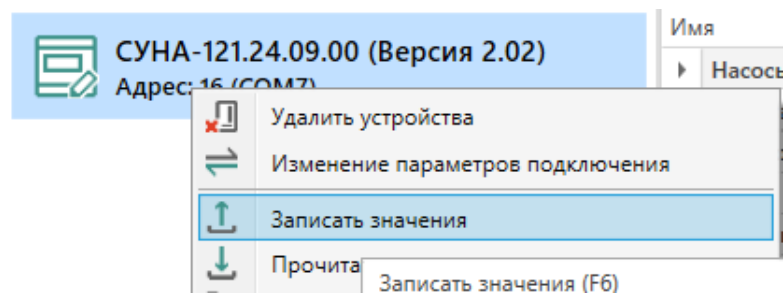 СУНА-121.24.09.00 (Версия 2.02)
Имя
Адрес: 16 (COM7)
Насосы
Удалить устройства
Изменение параметров подключения
Записать значения
Прочита
Записать значения (F6)